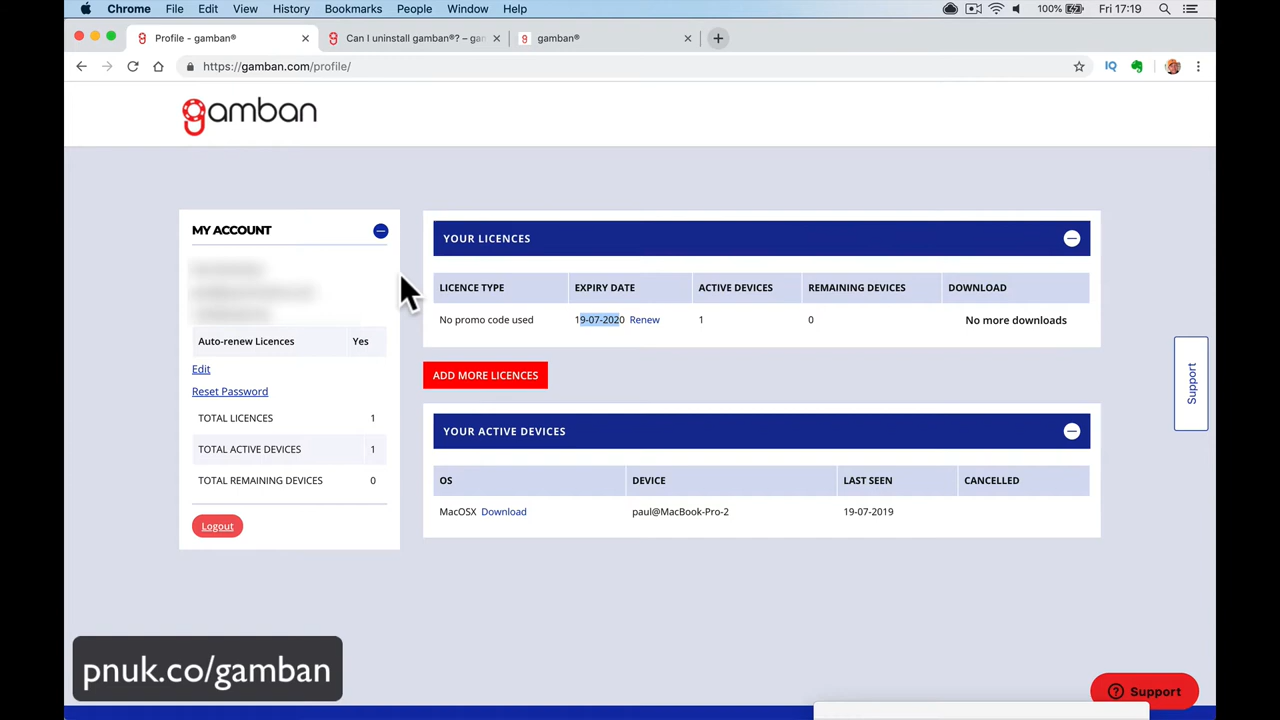 Chrome File Edit View History Bookmarks People Window Help 100% Fri 17:19
Profile - gamban® Can I uninstall gamban®? – gam gamban®
https://gamban.com/profile/ IQ
gamban
MY ACCOUNT
Auto-renew Licences Yes
Edit
Reset Password
TOTAL LICENCES 1
TOTAL ACTIVE DEVICES 1
TOTAL REMAINING DEVICES 0
Logout
YOUR LICENCES
LICENCE TYPE EXPIRY DATE ACTIVE DEVICES REMAINING DEVICES DOWNLOAD
No promo code used 19-07-2020 Renew 1 0 No more downloads
ADD MORE LICENCES
YOUR ACTIVE DEVICES
OS DEVICE LAST SEEN CANCELLED
MacOSX Download paul@MacBook-Pro-2 19-07-2019
Support
pnuk.co/gamban
Support